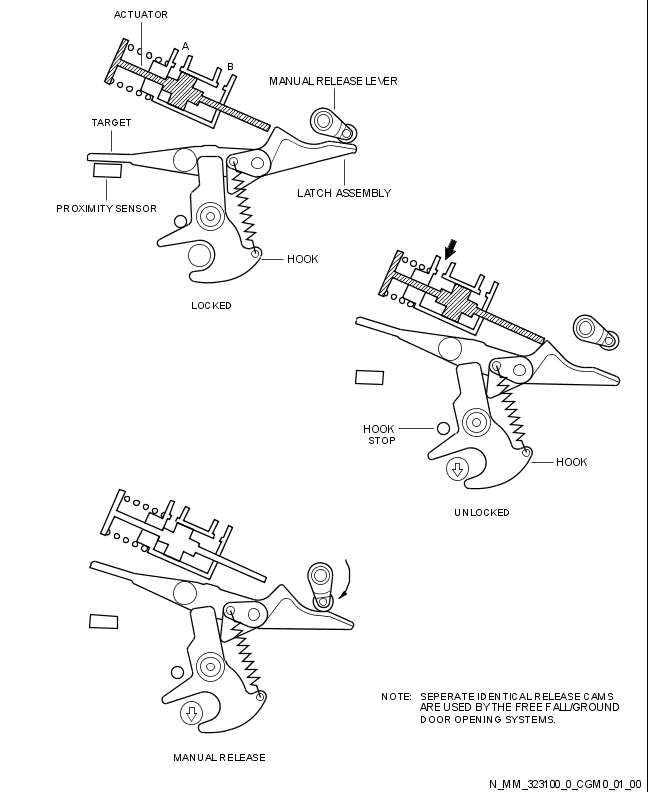 ACTUATOR
A
B
MANUAL RELEASE LEVER
TARGET
PROXIMITY SENSOR
LATCH ASSEMBLY
HOOK
LOCKED
HOOK
STOP
HOOK
UNLOCKED
MANUAL RELEASE
NOTE: SEPERATE IDENTICAL RELEASE CAMS
ARE USED BY THE FREE FALL/GROUND
DOOR OPENING SYSTEMS.
N_MM_323100_0_CGM0_01_00